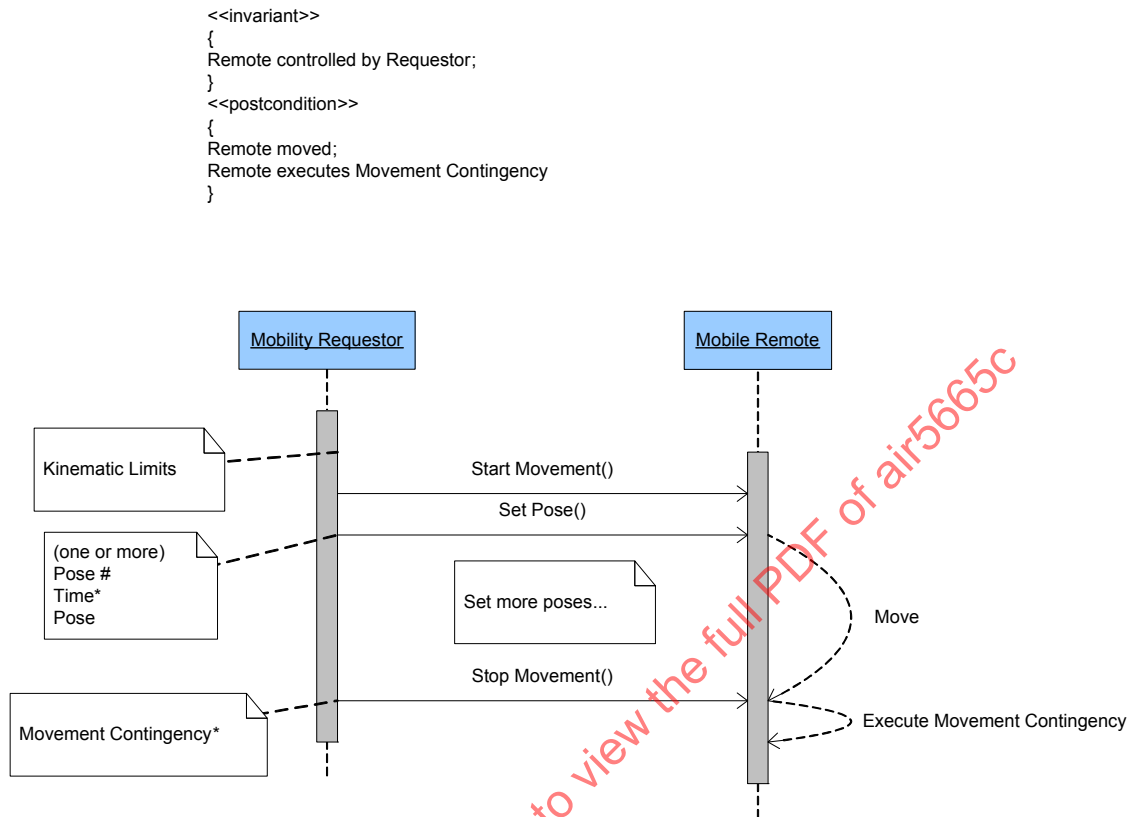 <<invariant>>
{
Remote controlled by Requestor;
}
<<postcondition>>
{
Remote moved;
Remote executes Movement Contingency
}
Mobility Requestor
Mobile Remote
Kinematic Limits
Start Movement()
Set Pose()
(one or more)
Pose #
Time*
Pose
Set more poses...
Move
Stop Movement()
Movement Contingency*
Execute Movement Contingency
to view the full PDF of air5665c